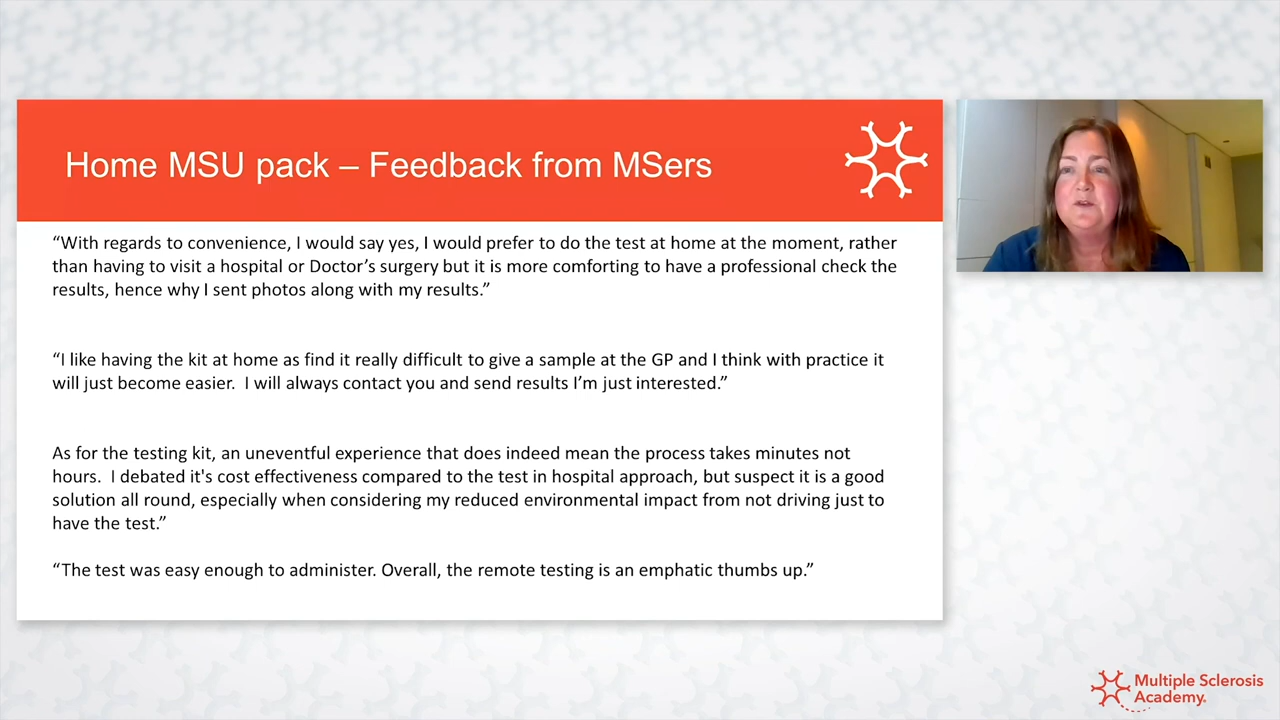 Home MSU pack – Feedback from MSers
“With regards to convenience, I would say yes, I would prefer to do the test at home at the moment, rather
than having to visit a hospital or Doctor’s surgery but it is more comforting to have a professional check the
results, hence why I sent photos along with my results.”
“I like having the kit at home as find it really difficult to give a sample at the GP and I think with practice it
will just become easier.  I will always contact you and send results I’m just interested.”
As for the testing kit, an uneventful experience that does indeed mean the process takes minutes not
hours.  I debated it's cost effectiveness compared to the test in hospital approach, but suspect it is a good
solution all round, especially when considering my reduced environmental impact from not driving just to
have the test.”
“The test was easy enough to administer. Overall, the remote testing is an emphatic thumbs up.”
Multiple Sclerosis
Academy.